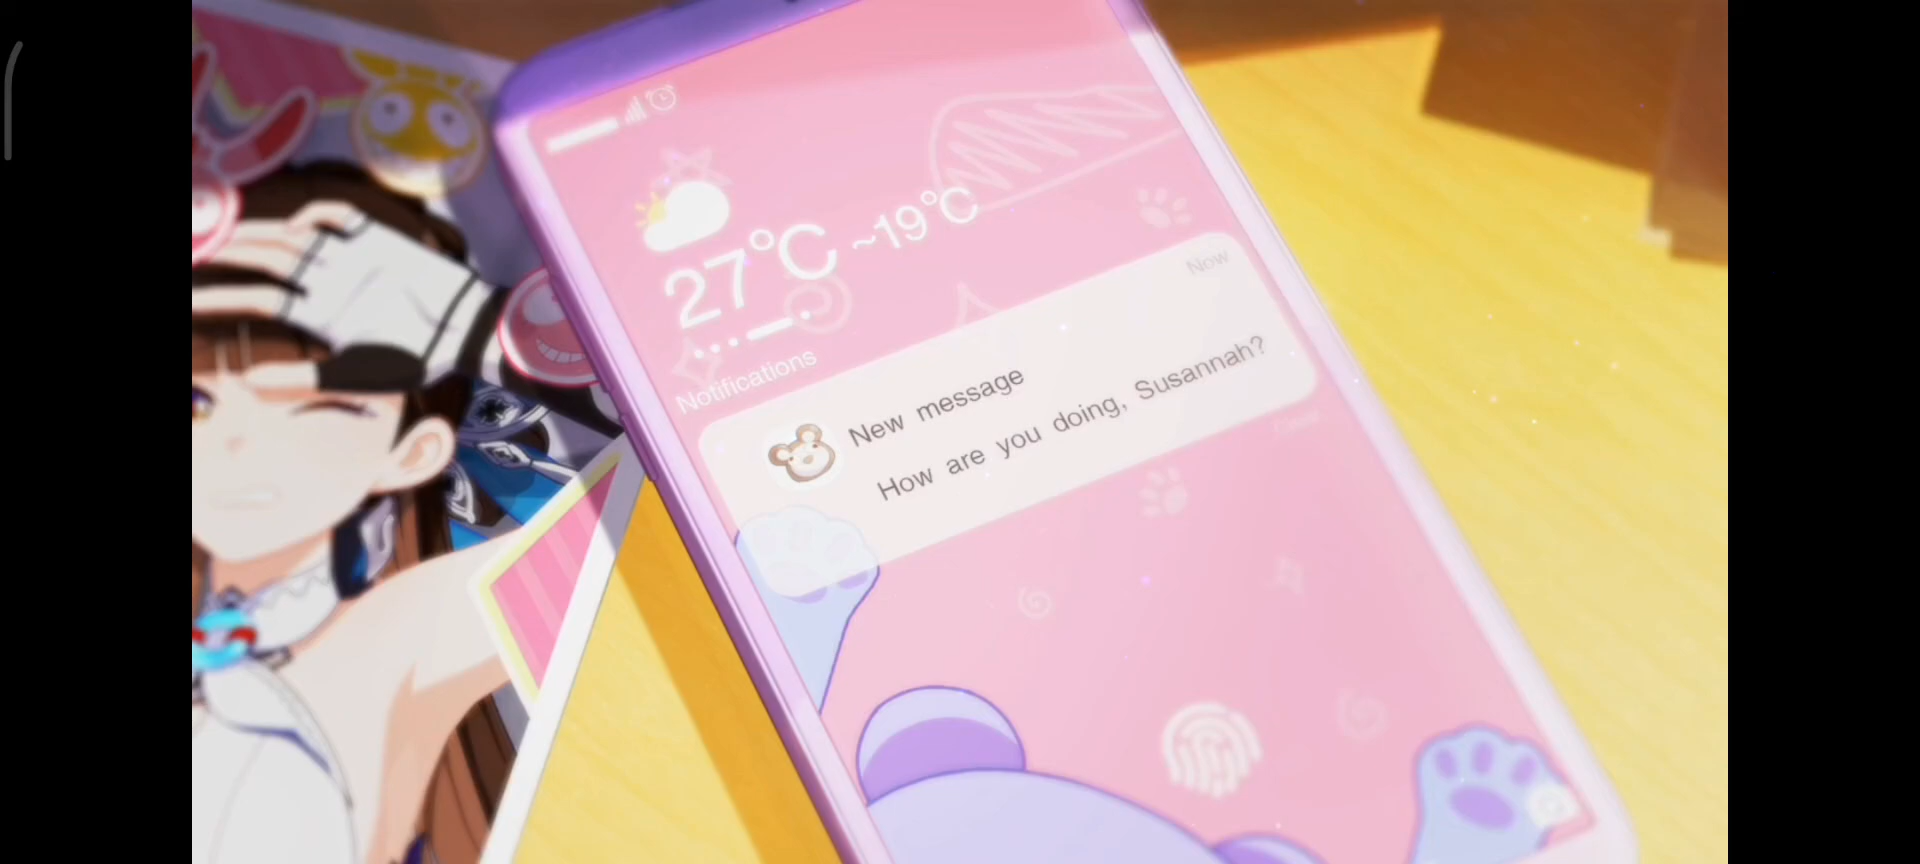 27°C ~19°C
Notifications
Now
New message
How are you doing, Susannah?